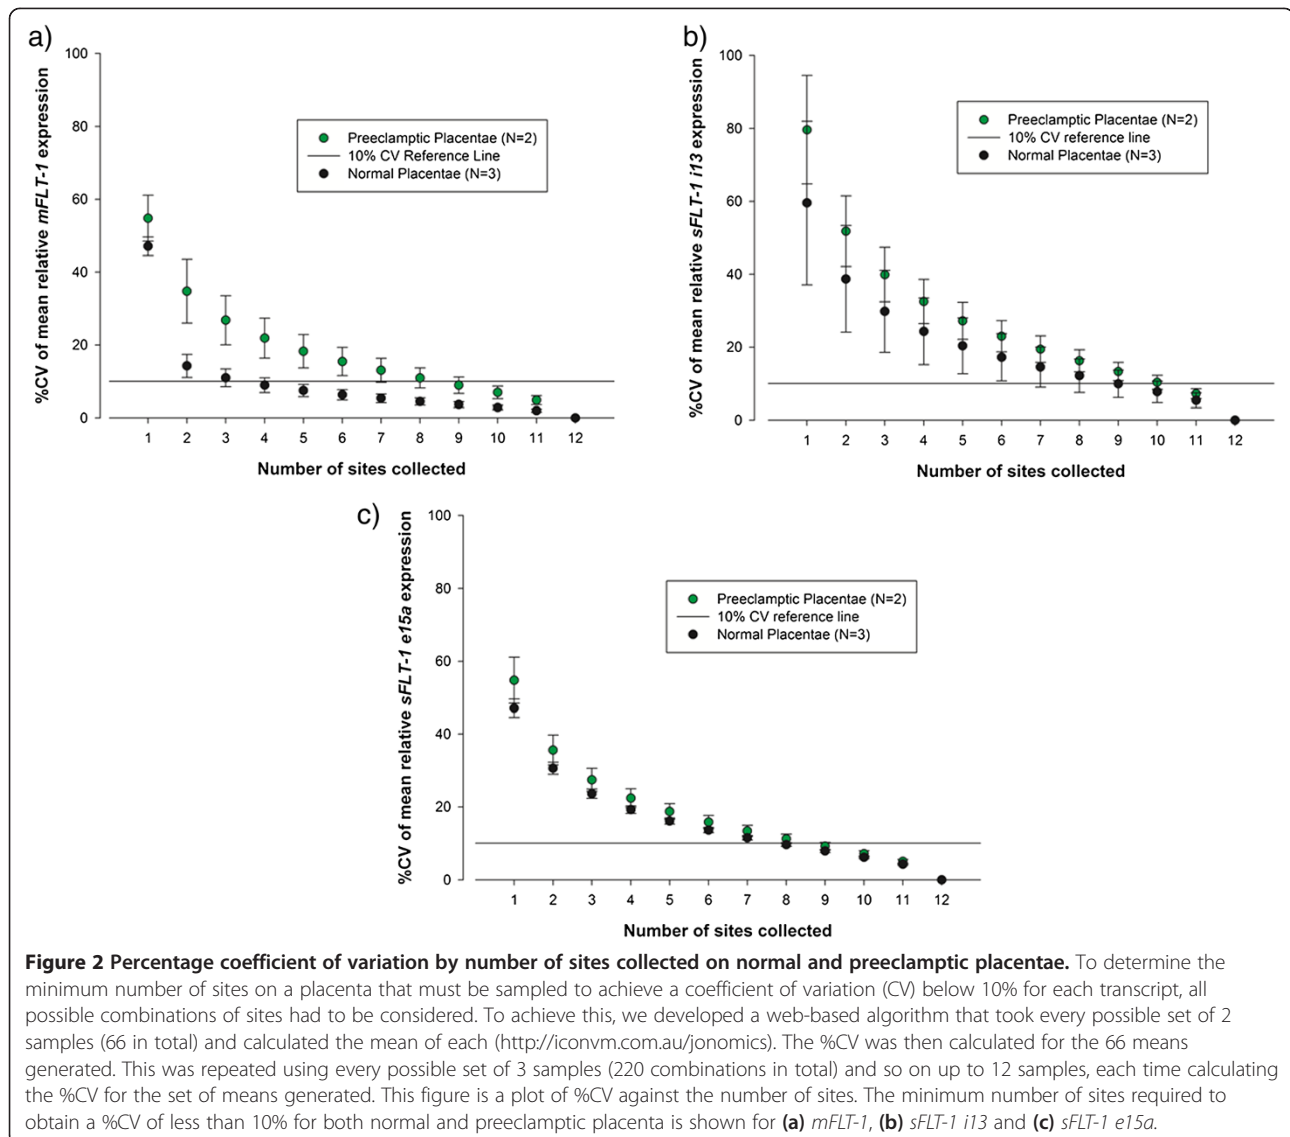 a)
100
80
60
40
20
0
%CV of mean relative mFLT-1 expression
Preeclamptic Placentae (N=2)
10% CV Reference Line
Normal Placentae (N=3)
1 2 3 4 5 6 7 8 9 10 11 12
Number of sites collected
b)
100
80
60
40
20
0
%CV of mean relative sFLT-1 i13 expression
Preeclamptic Placentae (N=2)
10% CV reference line
Normal Placentae (N=3)
1 2 3 4 5 6 7 8 9 10 11 12
Number of sites collected
c)
100
80
60
40
20
0
%CV of mean relative sFLT-1 e15a expression
Preeclamptic Placentae (N=2)
10% CV reference line
Normal Placentae (N=3)
1 2 3 4 5 6 7 8 9 10 11 12
Number of sites collected
Figure 2 Percentage coefficient of variation by number of sites collected on normal and preeclamptic placentae. To determine the
minimum number of sites on a placenta that must be sampled to achieve a coefficient of variation (CV) below 10% for each transcript, all
possible combinations of sites had to be considered. To achieve this, we developed a web-based algorithm that took every possible set of 2
samples (66 in total) and calculated the mean of each (http://iconvm.com.au/jonomics). The %CV was then calculated for the 66 means
generated. This was repeated using every possible set of 3 samples (220 combinations in total) and so on up to 12 samples, each time calculating
the %CV for the set of means generated. This figure is a plot of %CV against the number of sites. The minimum number of sites required to
obtain a %CV of less than 10% for both normal and preeclamptic placenta is shown for (a) mFLT-1, (b) sFLT-1 i13 and (c) sFLT-1 e15a.